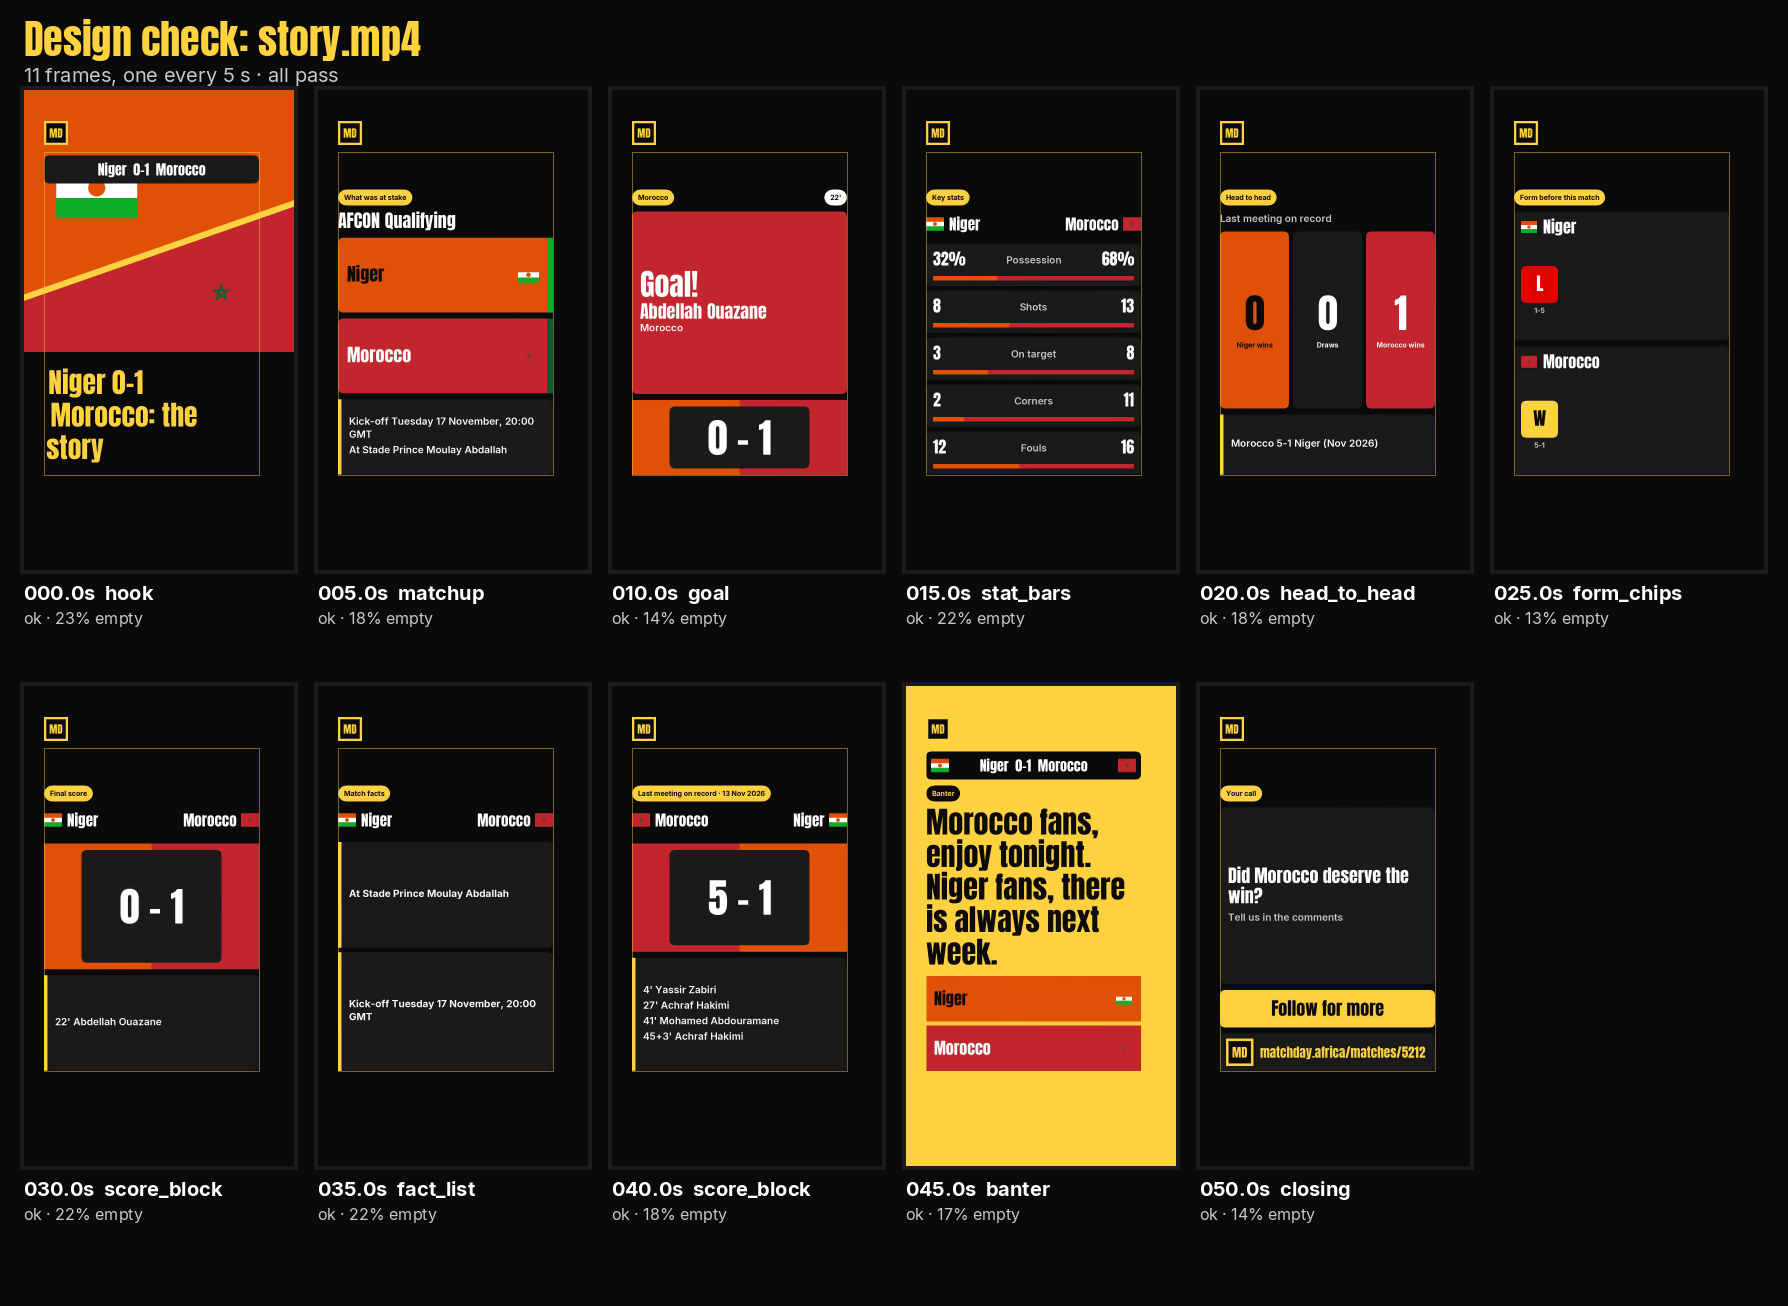 Design check: story.mp4
11 frames, one every 5 s · all pass
MD
Niger 0-1 Morocco
Niger 0-1
Morocco: the
story
000.0s hook
ok · 23% empty
MD
What was at stake
AFCON Qualifying
Niger
Morocco
Kick-off Tuesday 17 November, 20:00
GMT
At Stade Prince Moulay Abdallah
005.0s matchup
ok · 18% empty
MD
Morocco
22'
Goal!
Abdellah Ouazane
Morocco
0 - 1
010.0s goal
ok · 14% empty
MD
Key stats
Niger Morocco
32% Possession 68%
8 Shots 13
3 On target 8
2 Corners 11
12 Fouls 16
015.0s stat_bars
ok · 22% empty
MD
Head to head
Last meeting on record
0 0 1
Niger wins Draws Morocco wins
Morocco 5-1 Niger (Nov 2026)
020.0s head_to_head
ok · 18% empty
MD
Form before this match
Niger
L
1-5
Morocco
W
5-1
025.0s form_chips
ok · 13% empty
MD
Final score
Niger Morocco
0 - 1
22' Abdellah Ouazane
030.0s score_block
ok · 22% empty
MD
Match facts
Niger Morocco
At Stade Prince Moulay Abdallah
Kick-off Tuesday 17 November, 20:00
GMT
035.0s fact_list
ok · 22% empty
MD
Last meeting on record · 13 Nov 2026
Morocco Niger
5 - 1
4' Yassir Zabiri
27' Achraf Hakimi
41' Mohamed Abdouramane
45+3' Achraf Hakimi
040.0s score_block
ok · 18% empty
MD
Niger 0-1 Morocco
Banter
Morocco fans,
enjoy tonight.
Niger fans, there
is always next
week.
Niger
Morocco
045.0s banter
ok · 17% empty
MD
Your call
Did Morocco deserve the
win?
Tell us in the comments
Follow for more
MD matchday.africa/matches/5212
050.0s closing
ok · 14% empty